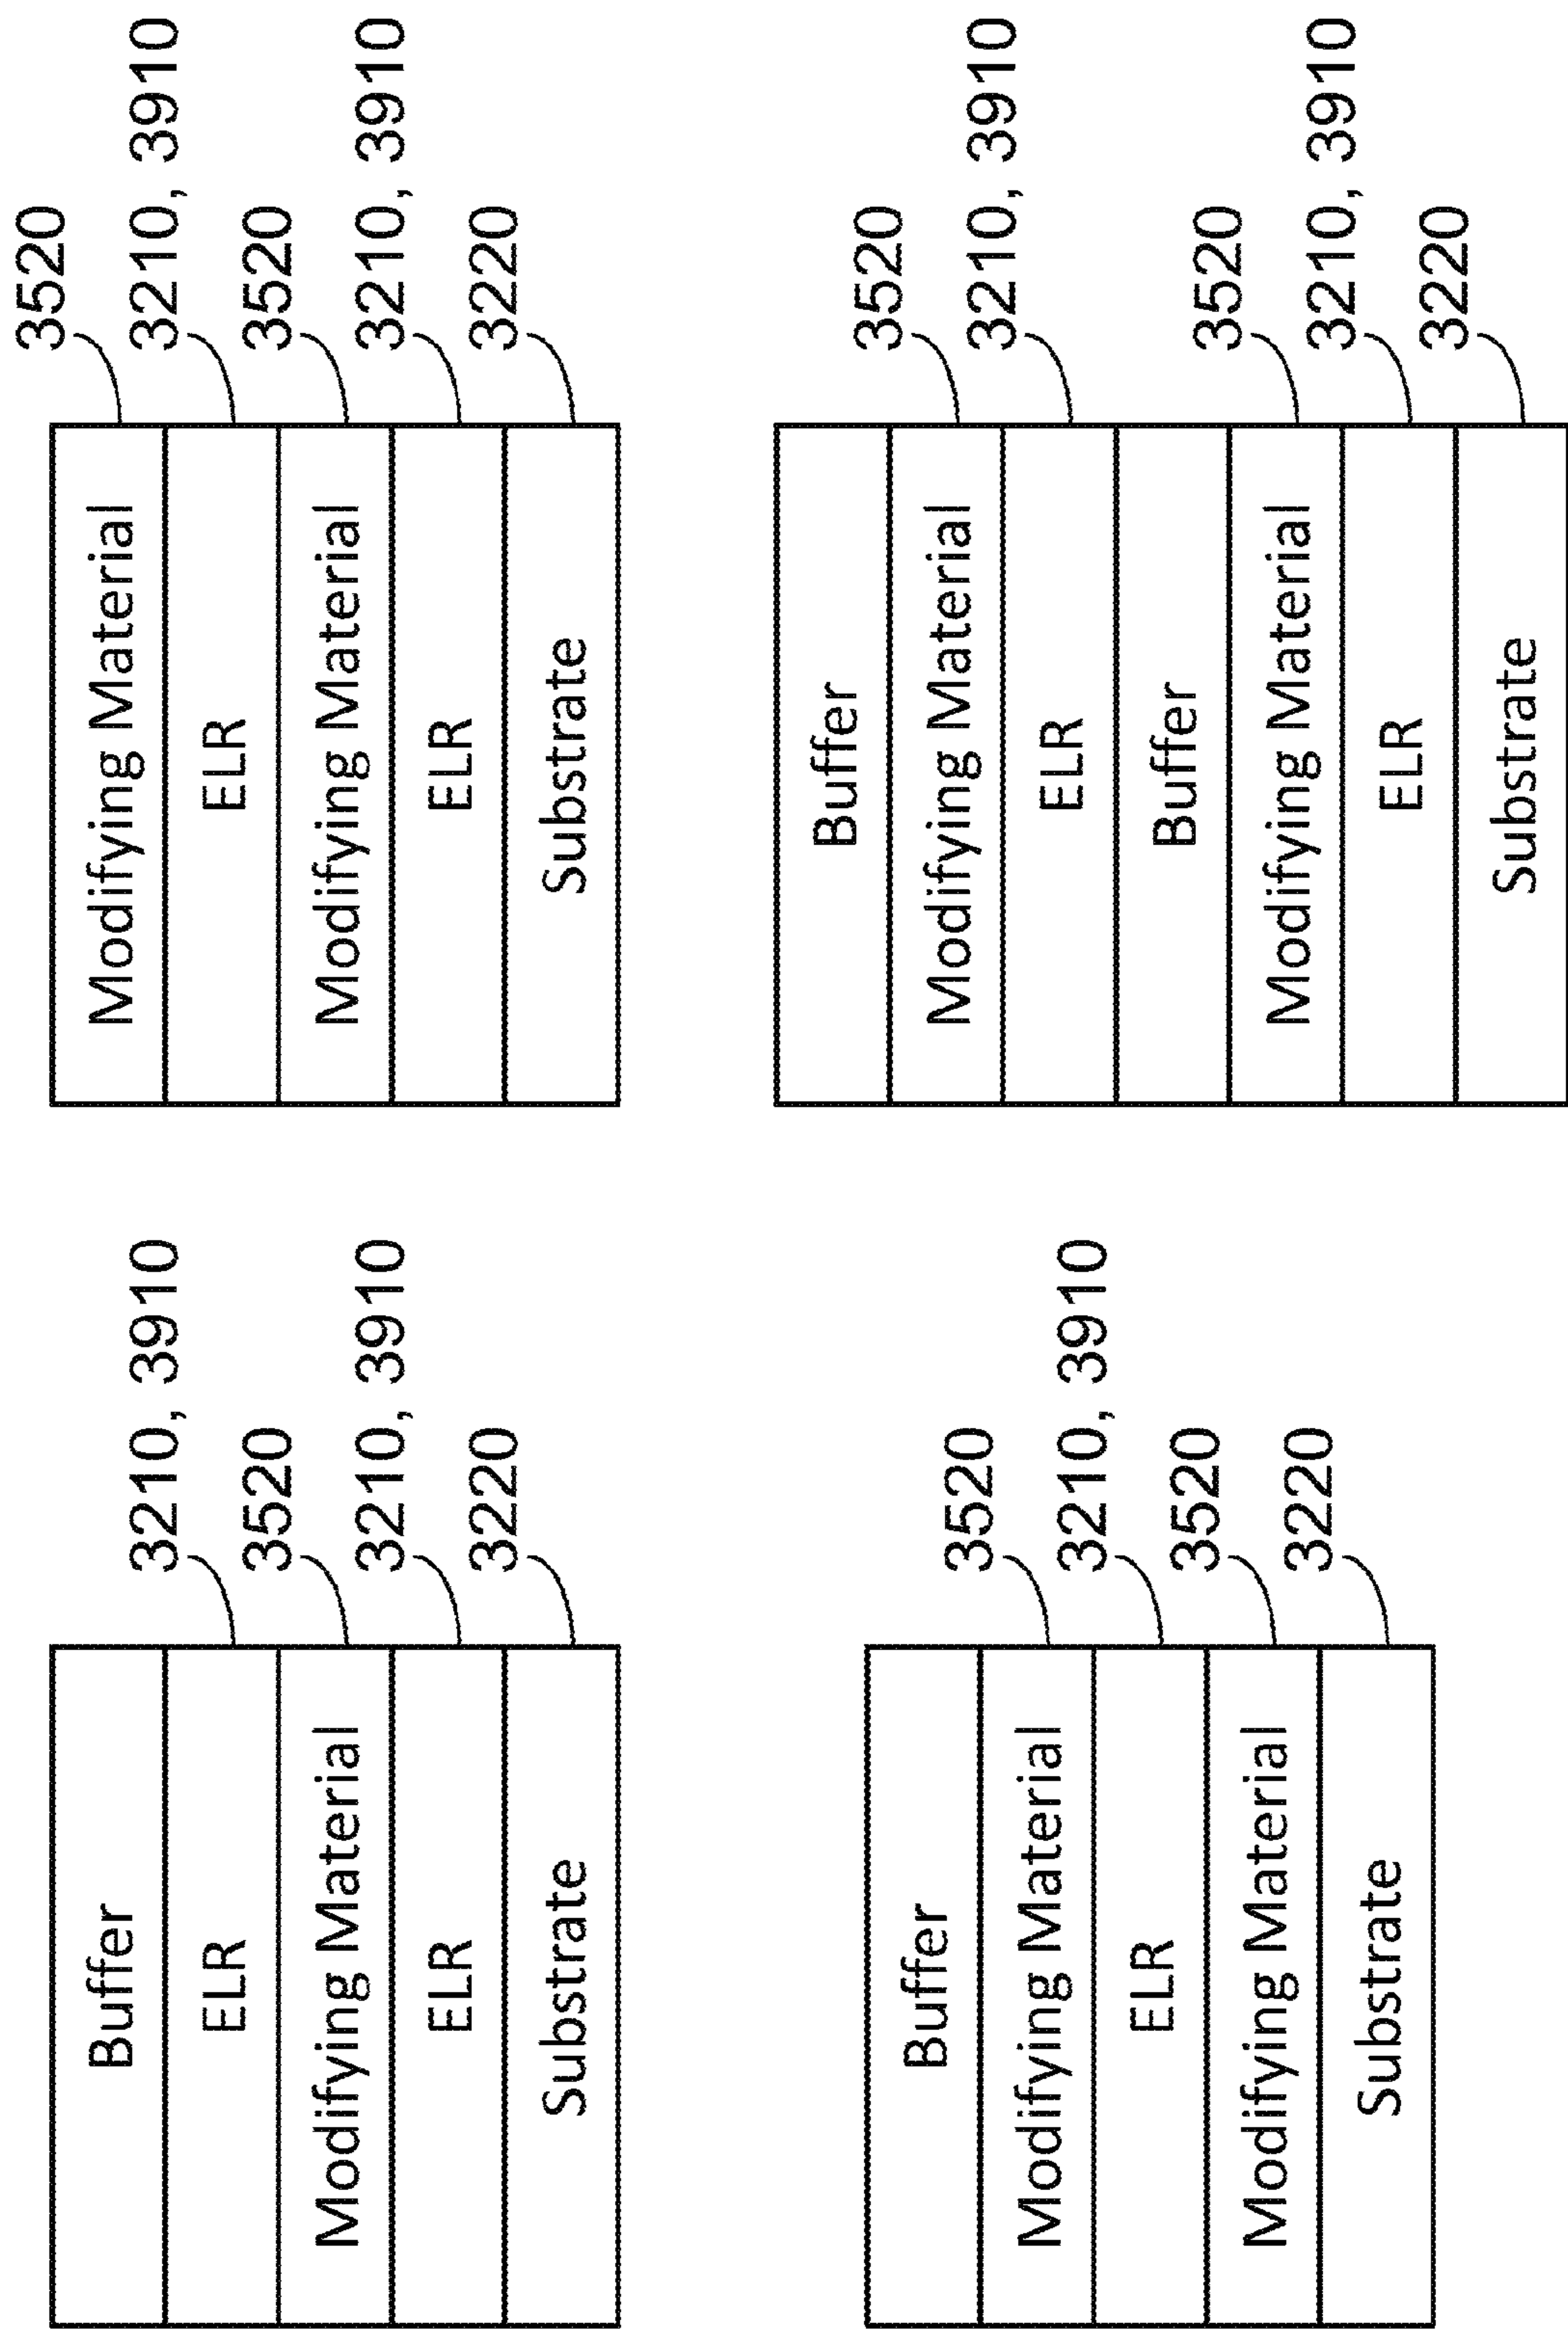 Buffer
ELR 3210, 3910
Modifying Material 3520
ELR 3210, 3910
Substrate 3220
Modifying Material 3520
ELR 3210, 3910
Modifying Material 3520
ELR 3210, 3910
Substrate 3220
Buffer
Modifying Material 3520
ELR 3210, 3910
Modifying Material 3520
Substrate 3220
Buffer
Modifying Material 3520
ELR 3210, 3910
Buffer
Modifying Material 3520
ELR 3210, 3910
Substrate 3220